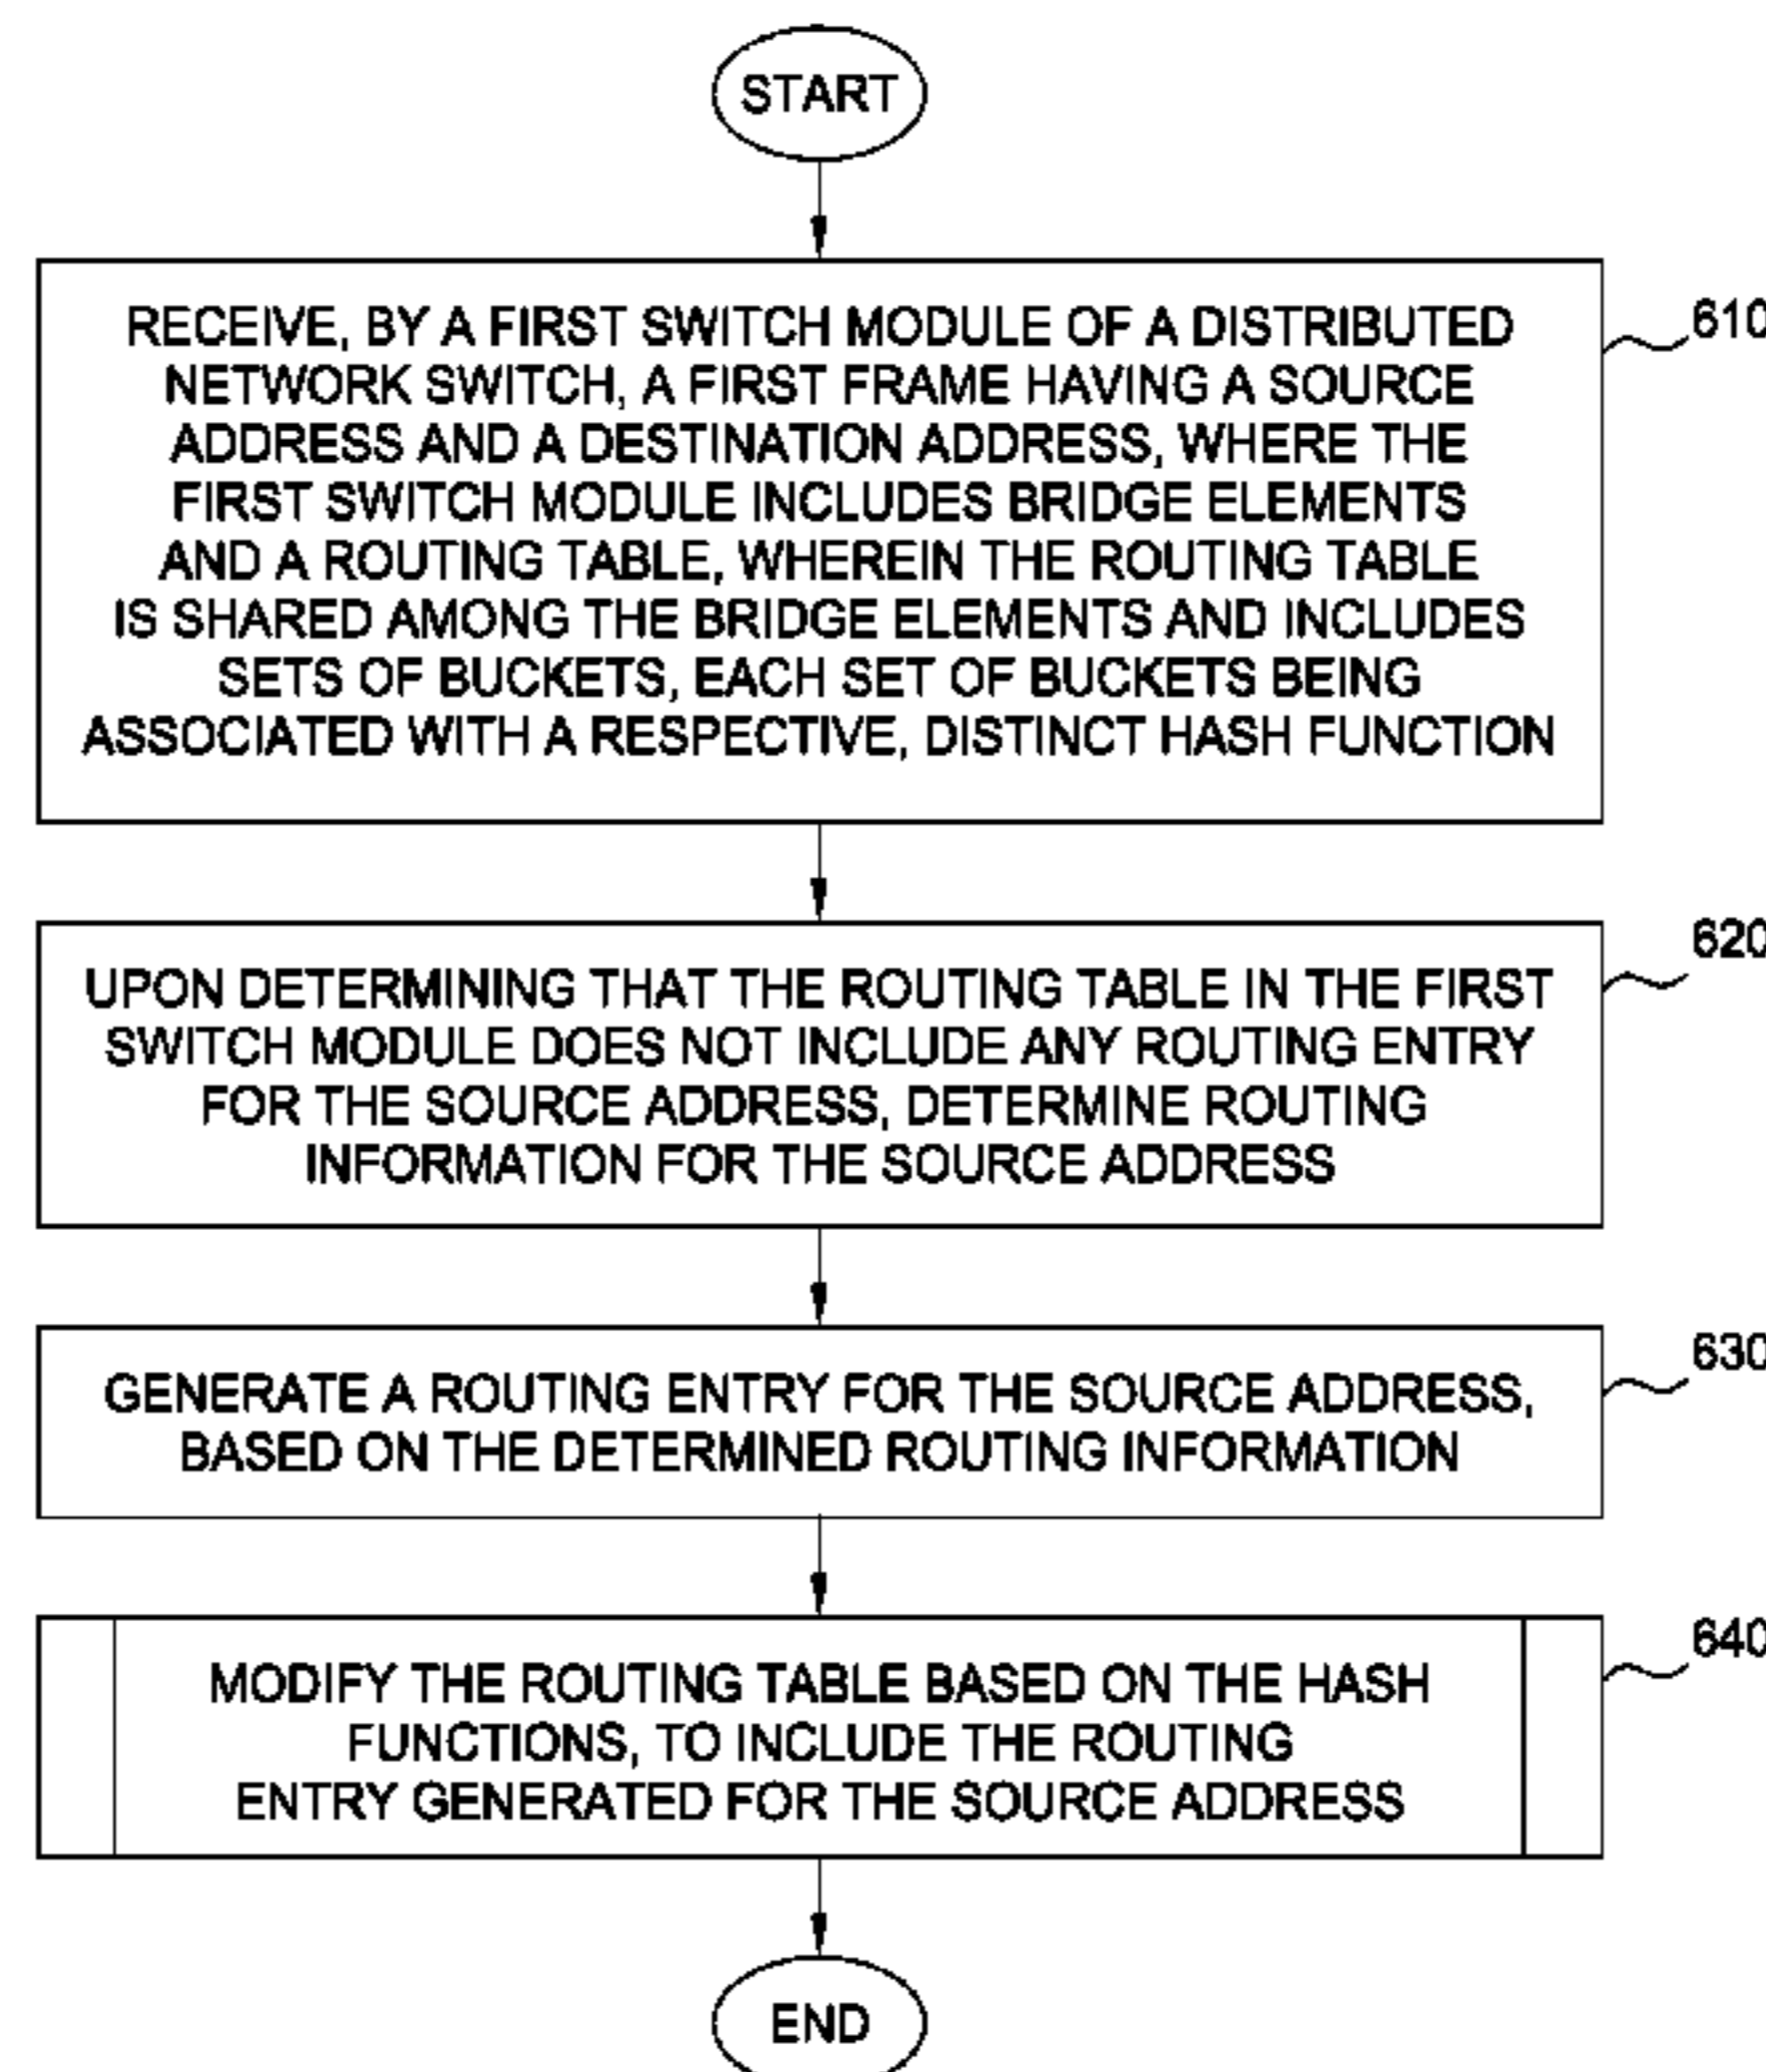 START
RECEIVE, BY A FIRST SWITCH MODULE OF A DISTRIBUTED
NETWORK SWITCH, A FIRST FRAME HAVING A SOURCE
ADDRESS AND A DESTINATION ADDRESS, WHERE THE
FIRST SWITCH MODULE INCLUDES BRIDGE ELEMENTS
AND A ROUTING TABLE, WHEREIN THE ROUTING TABLE
IS SHARED AMONG THE BRIDGE ELEMENTS AND INCLUDES
SETS OF BUCKETS, EACH SET OF BUCKETS BEING
ASSOCIATED WITH A RESPECTIVE, DISTINCT HASH FUNCTION
610
UPON DETERMINING THAT THE ROUTING TABLE IN THE FIRST
SWITCH MODULE DOES NOT INCLUDE ANY ROUTING ENTRY
FOR THE SOURCE ADDRESS, DETERMINE ROUTING
INFORMATION FOR THE SOURCE ADDRESS
620
GENERATE A ROUTING ENTRY FOR THE SOURCE ADDRESS,
BASED ON THE DETERMINED ROUTING INFORMATION
630
MODIFY THE ROUTING TABLE BASED ON THE HASH
FUNCTIONS, TO INCLUDE THE ROUTING
ENTRY GENERATED FOR THE SOURCE ADDRESS
640
END